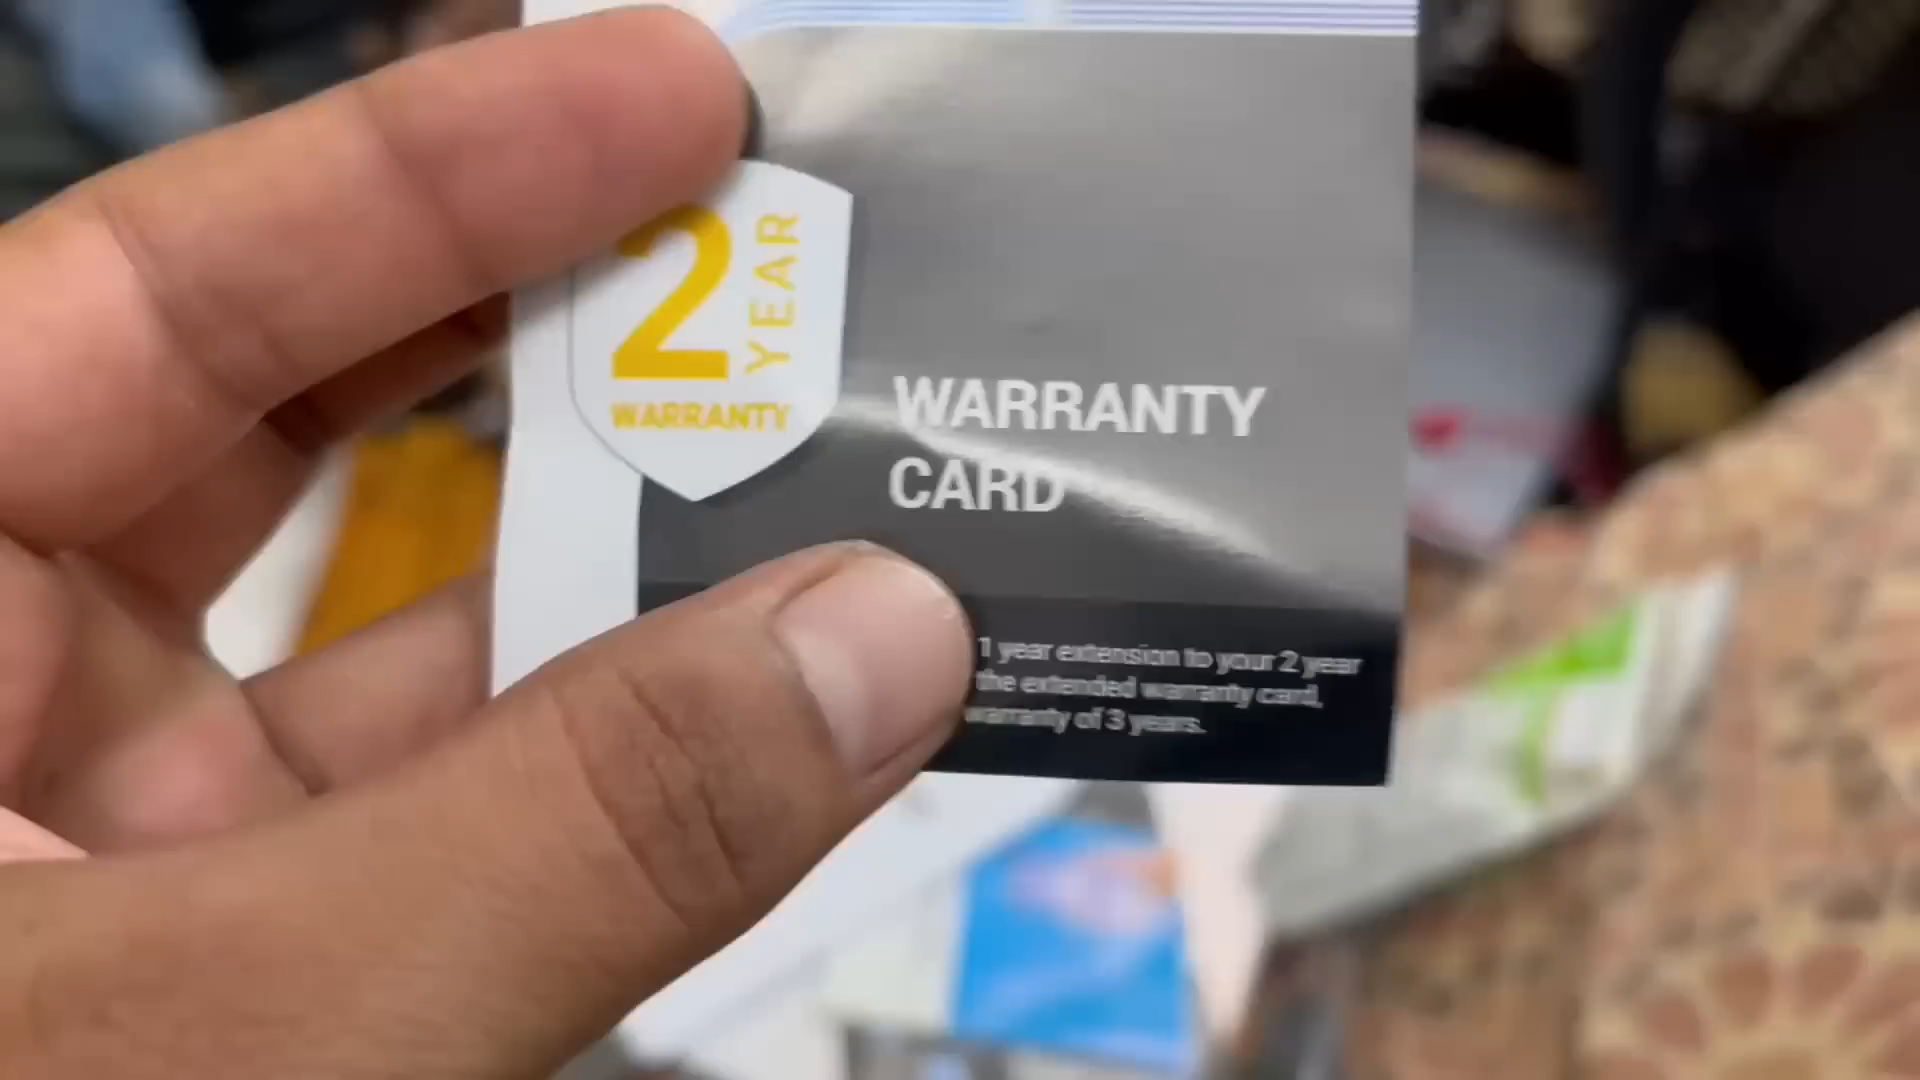 2
YEAR
WARRANTY
WARRANTY
CARD
1 year extension to your 2 year
the extended warranty card,
warranty of 3 years.